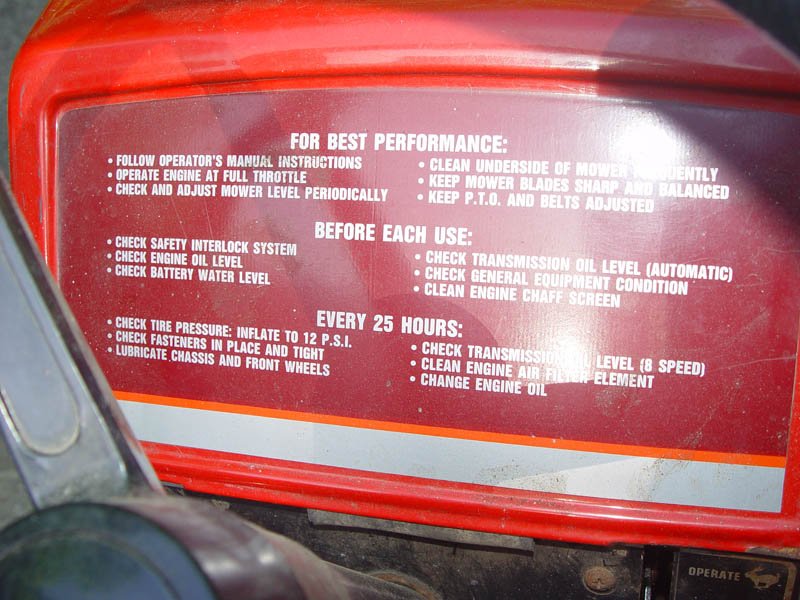 FOR BEST PERFORMANCE:
• FOLLOW OPERATOR'S MANUAL INSTRUCTIONS
• OPERATE ENGINE AT FULL THROTTLE
• CHECK AND ADJUST MOWER LEVEL PERIODICALLY
• CLEAN UNDERSIDE OF MOWER
• KEEP MOWER BLADES SHARP AND BALANCED
• KEEP P.T.O. AND BELTS ADJUSTED
BEFORE EACH USE:
• CHECK SAFETY INTERLOCK SYSTEM
• CHECK ENGINE OIL LEVEL
• CHECK BATTERY WATER LEVEL
• CHECK TRANSMISSION OIL LEVEL (AUTOMATIC)
• CHECK GENERAL EQUIPMENT CONDITION
• CLEAN ENGINE CHAFF SCREEN
EVERY 25 HOURS:
• CHECK TIRE PRESSURE: INFLATE TO 12 P.S.I.
• CHECK FASTENERS IN PLACE AND TIGHT
• LUBRICATE CHASSIS AND FRONT WHEELS
• CHECK TRANSMISSION OIL LEVEL (8 SPEED)
• CLEAN ENGINE AIR FILTER ELEMENT
• CHANGE ENGINE OIL
OPERATE